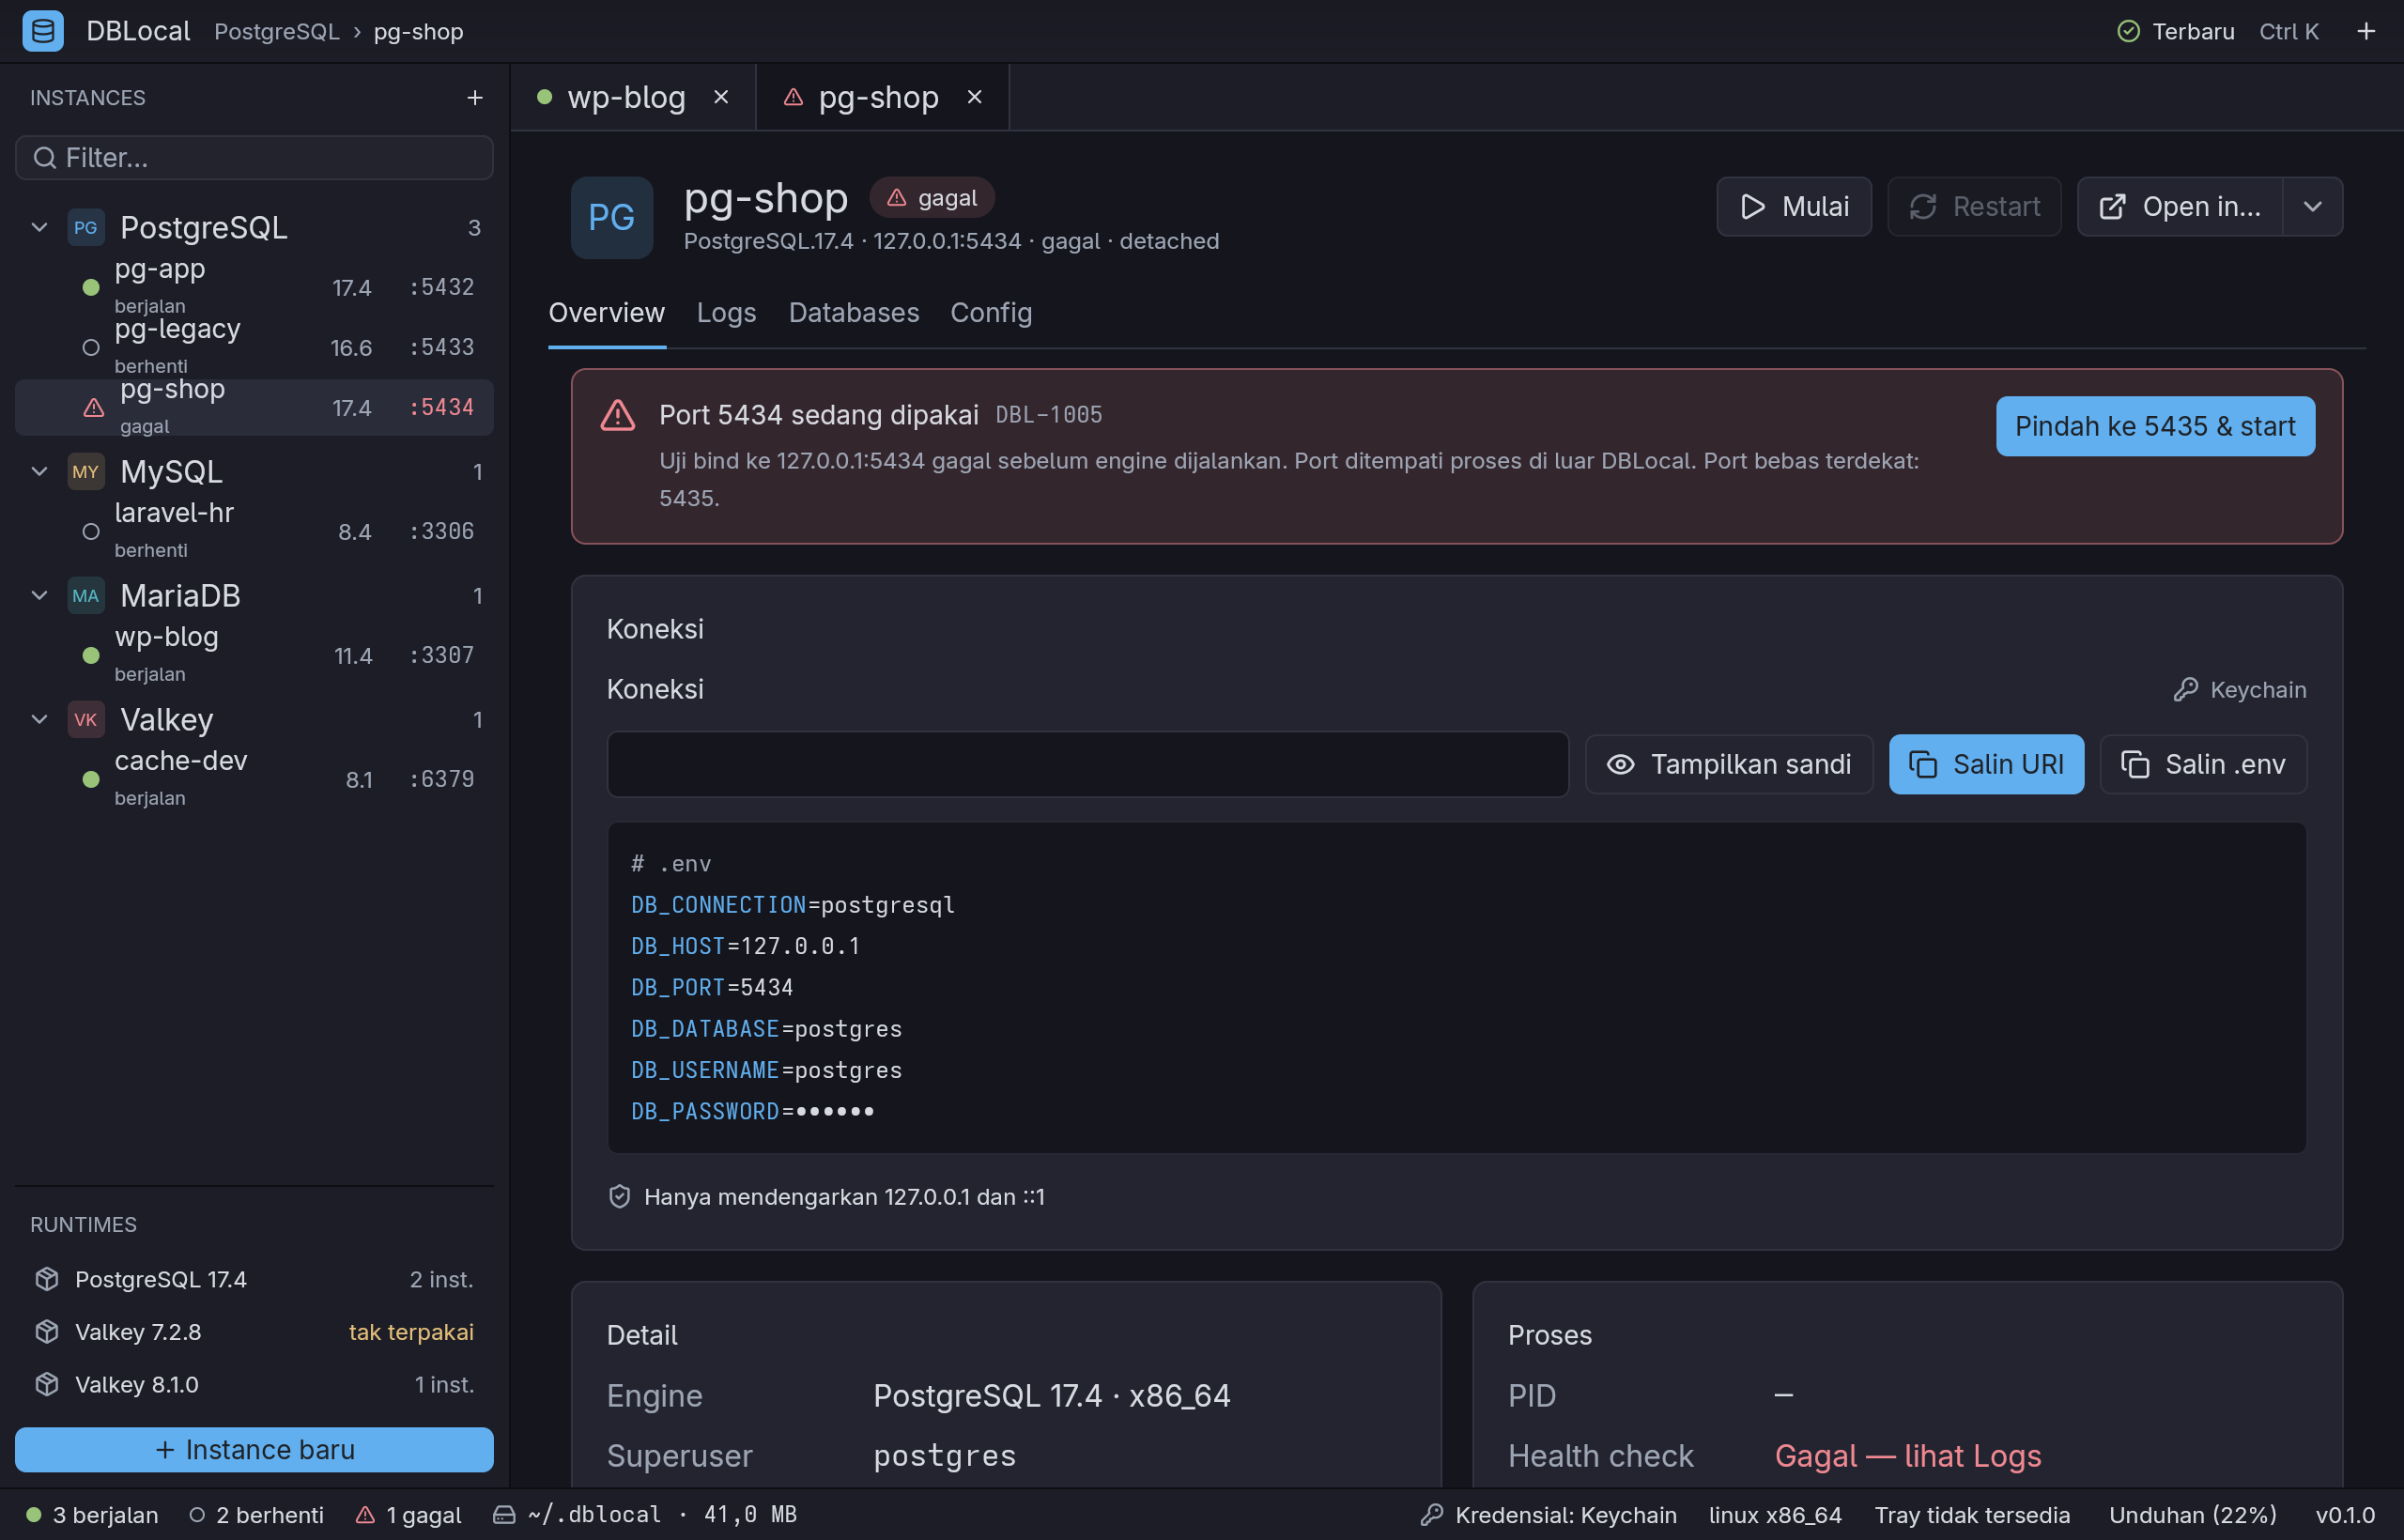 DBLocal PostgreSQL › pg-shop
Terbaru Ctrl K
INSTANCES
Filter...
PG PostgreSQL 3
pg-app 17.4 :5432
berjalan
pg-legacy 16.6 :5433
berhenti
pg-shop 17.4 :5434
gagal
MY MySQL 1
laravel-hr 8.4 :3306
berhenti
MA MariaDB 1
wp-blog 11.4 :3307
berjalan
VK Valkey 1
cache-dev 8.1 :6379
berjalan
RUNTIMES
PostgreSQL 17.4 2 inst.
Valkey 7.2.8 tak terpakai
Valkey 8.1.0 1 inst.
Instance baru
wp-blog pg-shop
PG pg-shop gagal
PostgreSQL.17.4 · 127.0.0.1:5434 · gagal · detached
Mulai Restart Open in...
Overview Logs Databases Config
Port 5434 sedang dipakai DBL-1005
Uji bind ke 127.0.0.1:5434 gagal sebelum engine dijalankan. Port ditempati proses di luar DBLocal. Port bebas terdekat:
5435.
Pindah ke 5435 & start
Koneksi
Koneksi Keychain
Tampilkan sandi Salin URI Salin .env
# .env
DB_CONNECTION=postgresql
DB_HOST=127.0.0.1
DB_PORT=5434
DB_DATABASE=postgres
DB_USERNAME=postgres
DB_PASSWORD=••••••
Hanya mendengarkan 127.0.0.1 dan ::1
Detail
Engine PostgreSQL 17.4 · x86_64
Superuser postgres
Proses
PID —
Health check Gagal — lihat Logs
3 berjalan 2 berhenti 1 gagal ~/.dblocal · 41,0 MB
Kredensial: Keychain linux x86_64 Tray tidak tersedia Unduhan (22%) v0.1.0